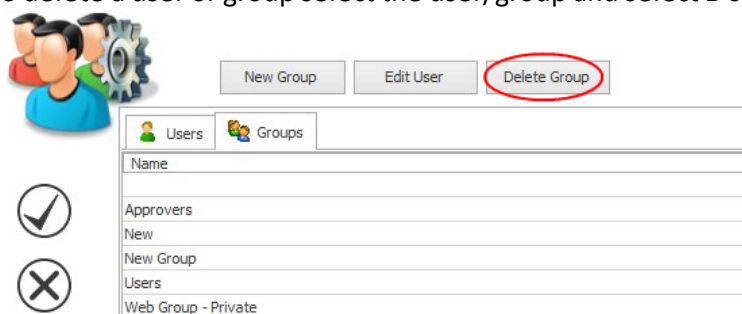 delete a user or group select the user/group and select
New Group Edit User Delete Group
Users Groups
Name
Approvers
New
New Group
Users
Web Group - Private